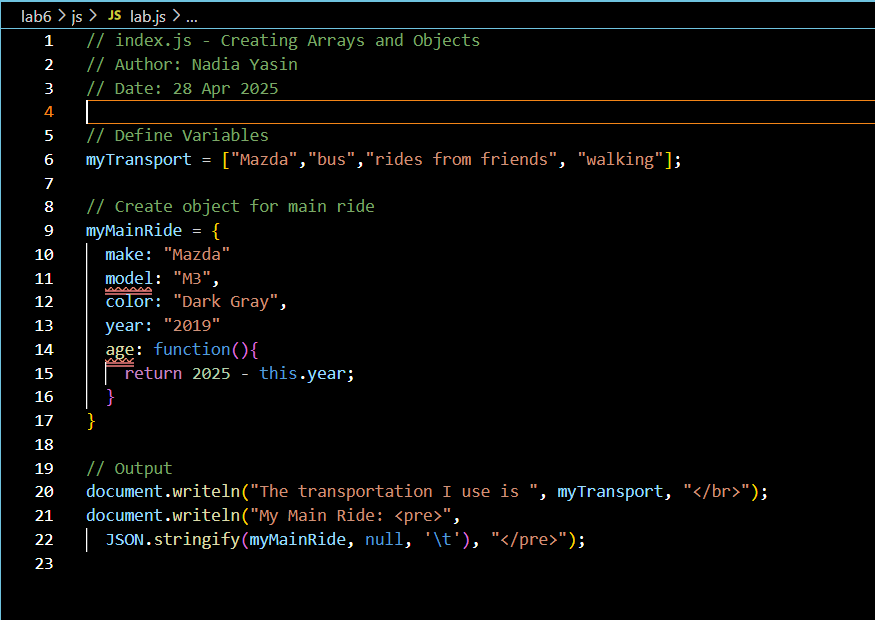 lab6 > js > JS lab.js > ...
1 // index.js - Creating Arrays and Objects
2 // Author: Nadia Yasin
3 // Date: 28 Apr 2025
4
5 // Define Variables
6 myTransport = ["Mazda","bus","rides from friends", "walking"];
7
8 // Create object for main ride
9 myMainRide = {
10   make: "Mazda"
11   model: "M3",
12   color: "Dark Gray",
13   year: "2019"
14   age: function(){
15     return 2025 - this.year;
16   }
17 }
18
19 // Output
20 document.writeln("The transportation I use is ", myTransport, "</br>");
21 document.writeln("My Main Ride: <pre>",
22   JSON.stringify(myMainRide, null, '\t'), "</pre>");
23